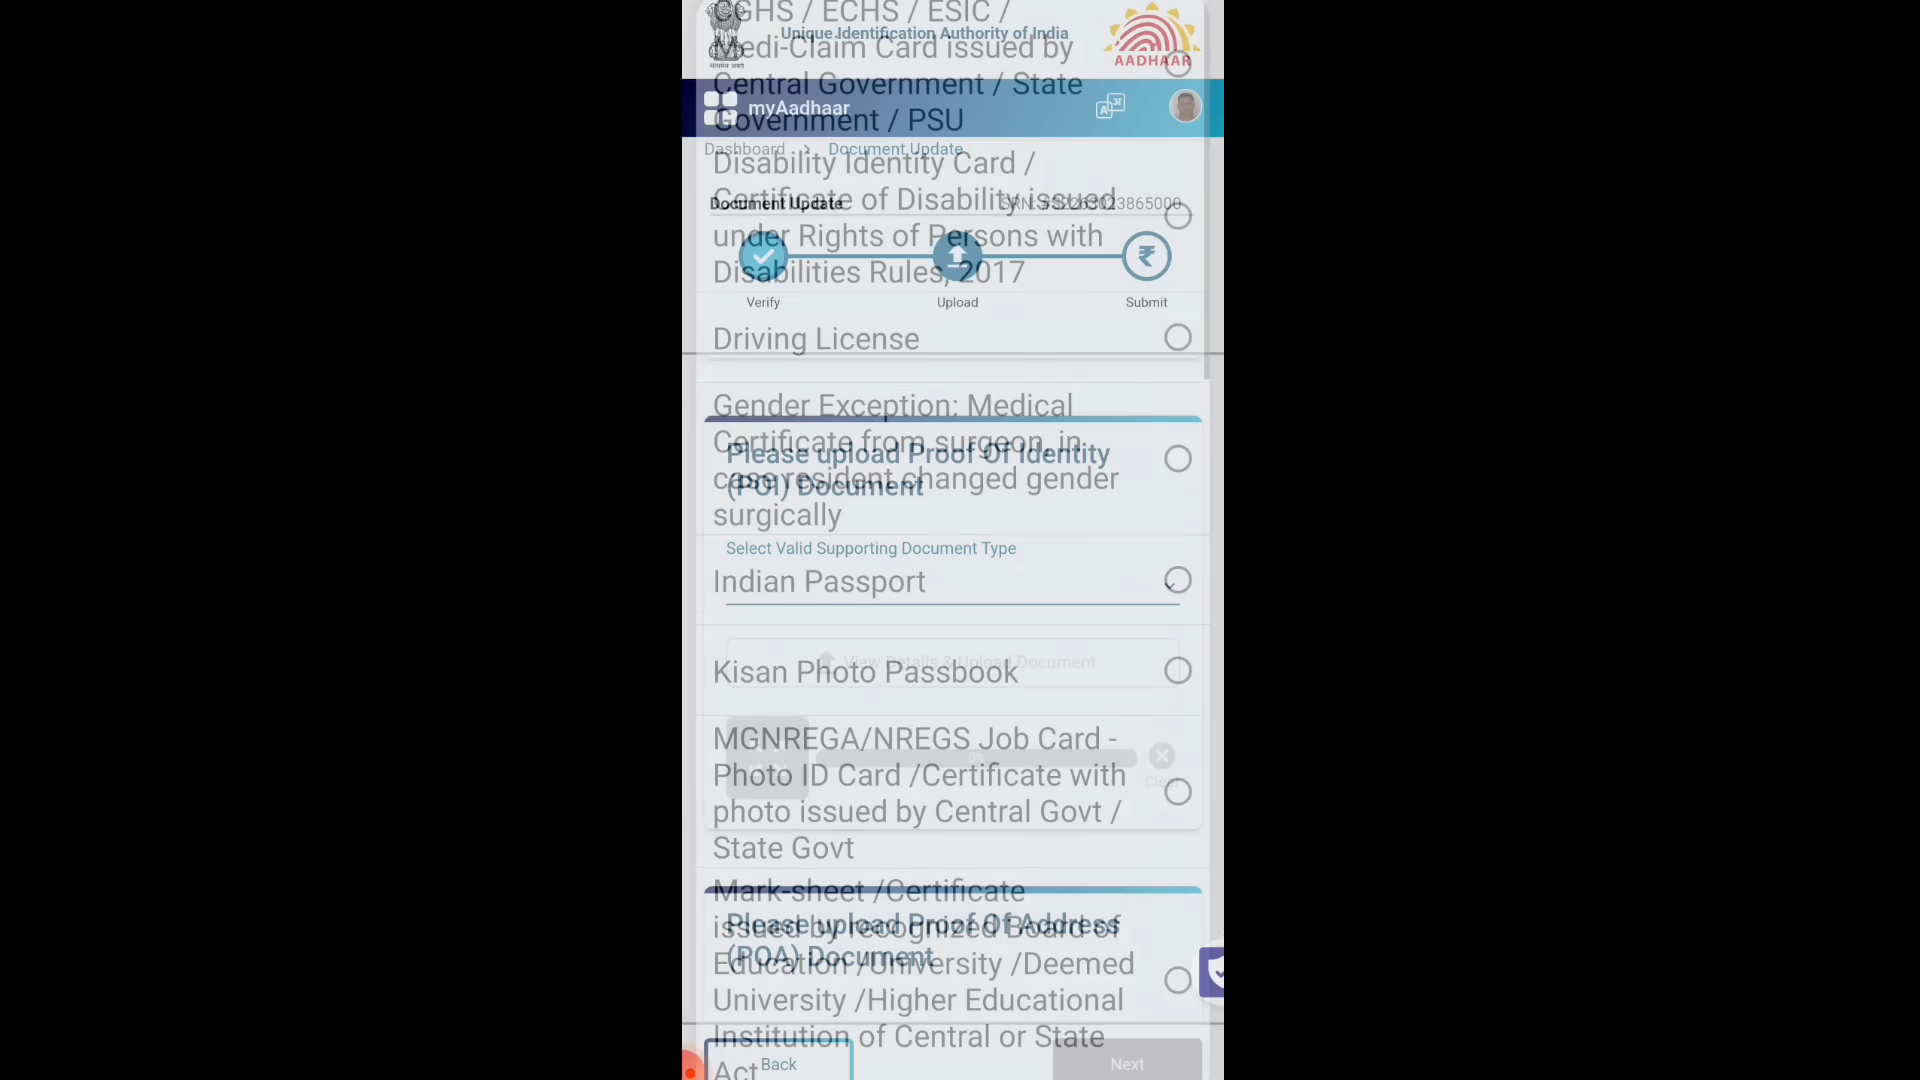 CGHS / ECHS / ESIC /
Unique Identification Authority of India
Medi-Claim Card issued by
सत्यमेव जयते
AADHAAR
Central Government / State
myAadhaar
Government / PSU
Dashboard > Document Update
Disability Identity Card /
Certificate of Disability issued
Document Update
under Rights of Persons with
Disabilities Rules, 2017
Verify Upload Submit
Driving License
Gender Exception: Medical
Certificate from surgeon, in
Please upload Proof Of Identity
case resident changed gender
(POI) Document
surgically
Select Valid Supporting Document Type
Indian Passport
View Details & Upload Document
Kisan Photo Passbook
MGNREGA/NREGS Job Card -
0%
Photo ID Card /Certificate with
Clear
photo issued by Central Govt /
State Govt
Mark-sheet /Certificate
Please upload Proof Of Address
issued by recognized Board of
(POA) Document
Education /University /Deemed
University /Higher Educational
Institution of Central or State
Act
Back Next